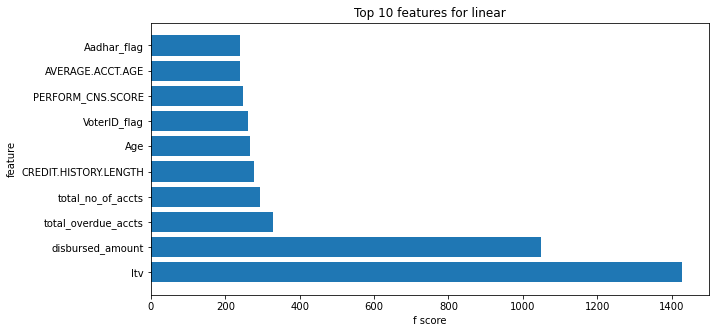 Top 10 features for linear
feature
Aadhar_flag
AVERAGE.ACCT.AGE
PERFORM_CNS.SCORE
VoterID_flag
Age
CREDIT.HISTORY.LENGTH
total_no_of_accts
total_overdue_accts
disbursed_amount
ltv
0 200 400 600 800 1000 1200 1400
f score